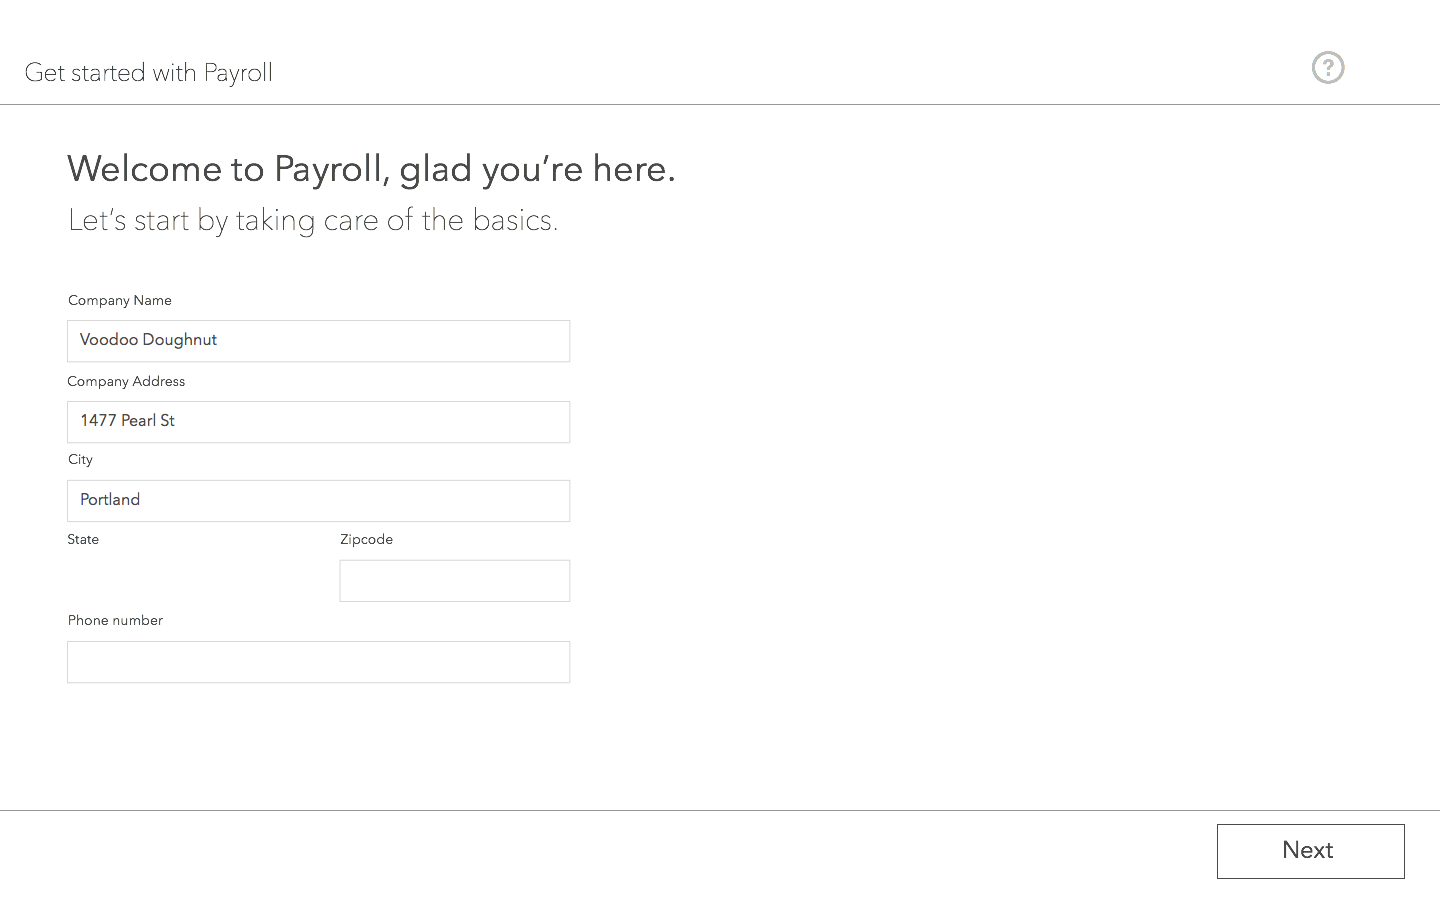 Get started with Payroll
?
Welcome to Payroll, glad you're here.
Let's start by taking care of the basics.
Company Name
Voodoo Doughnut
Company Address
1477 Pearl St
City
Portland
State Zipcode
Phone number
Next